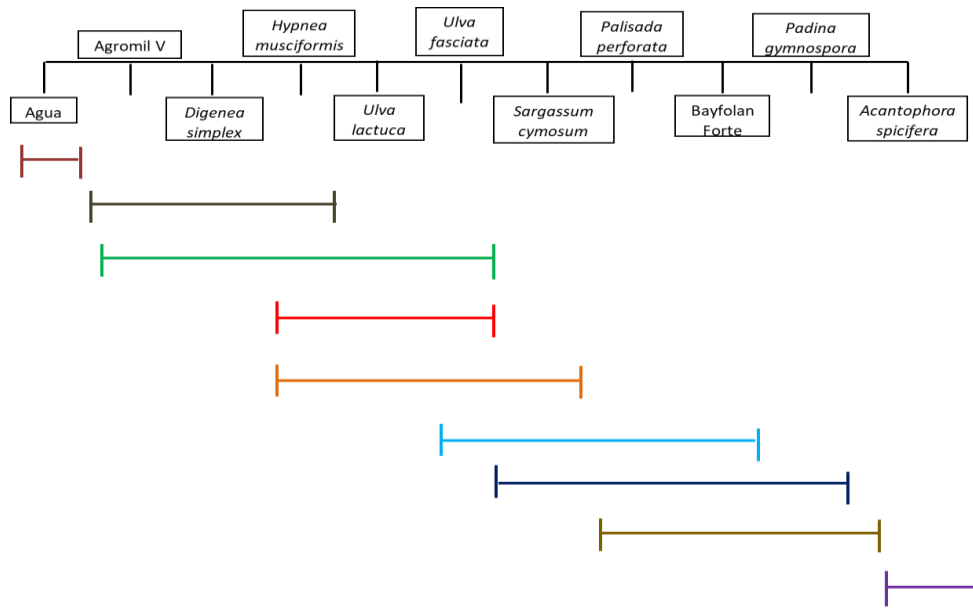 Agromil V
Hypnea
musciformis
Ulva
fasciata
Palisada
perforata
Padina
gymnospora
Agua
Digenea
simplex
Ulva
lactuca
Sargassum
cymosum
Bayfolan
Forte
Acantophora
spicifera